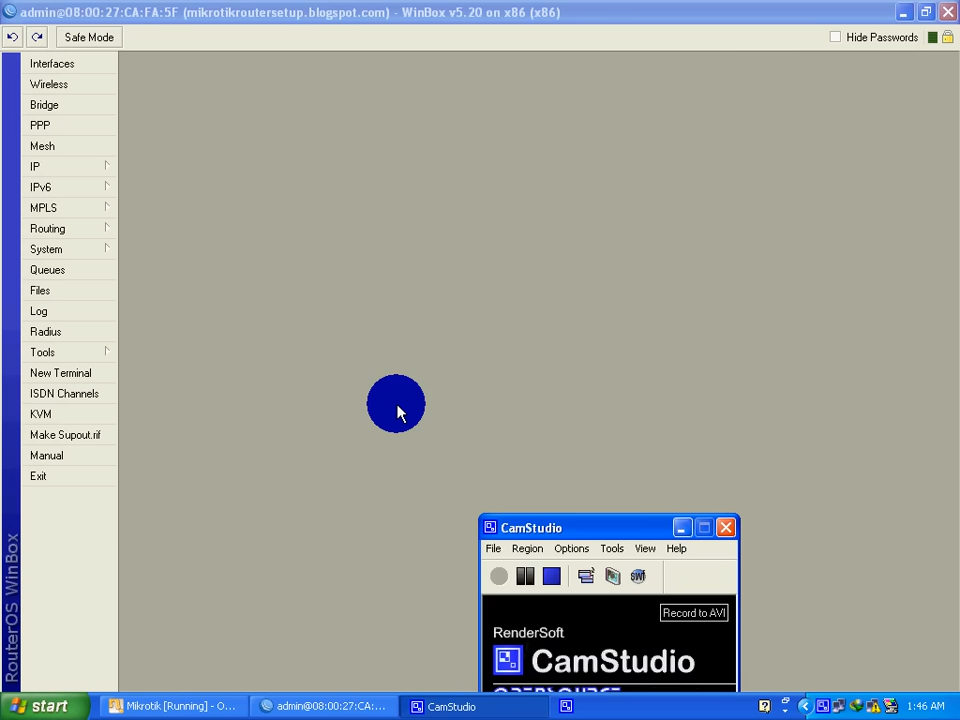 admin@08:00:27:CA:FA:5F (mikrotikroutersetup.blogspot.com) - WinBox v5.20 on x86 (x86)
Safe Mode
Hide Passwords
Interfaces
Wireless
Bridge
PPP
Mesh
IP
IPv6
MPLS
Routing
System
Queues
Files
Log
Radius
Tools
New Terminal
ISDN Channels
KVM
Make Supout.rif
Manual
Exit
RouterOS WinBox
CamStudio
File Region Options Tools View Help
Record to AVI
RenderSoft
CamStudio
start
Mikrotik [Running] - O...
admin@08:00:27:CA:...
CamStudio
1:46 AM